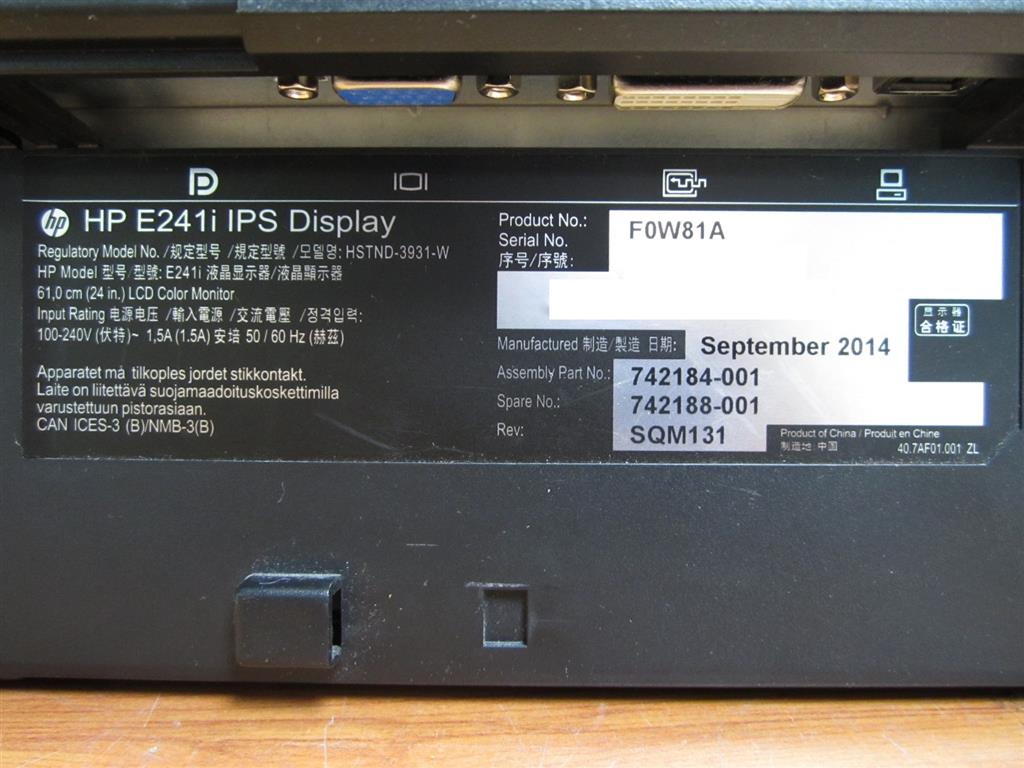 hp HP E241i IPS Display
Regulatory Model No. /规定型号 /規定型號 /모델명: HSTND-3931-W
HP Model 型号/型號: E241i 液晶显示器/液晶顯示器
61,0 cm (24 in.) LCD Color Monitor
Input Rating 电源电压 /輸入電源 /交流電壓 /정격입력:
100-240V (伏特)~ 1,5A (1.5A) 安培 50 / 60 Hz (赫茲)
Apparatet må tilkoples jordet stikkontakt.
Laite on liitettävä suojamaadoituskoskettimilla
varustettuun pistorasiaan.
CAN ICES-3 (B)/NMB-3(B)
Product No.: F0W81A
Serial No.
序号/序號:
显示器
合格证
Manufactured 制造/製造 日期: September 2014
Assembly Part No.: 742184-001
Spare No.: 742188-001
Rev: SQM131
Product of China / Produit en Chine
制造地 中国
40.7AF01.001 ZL